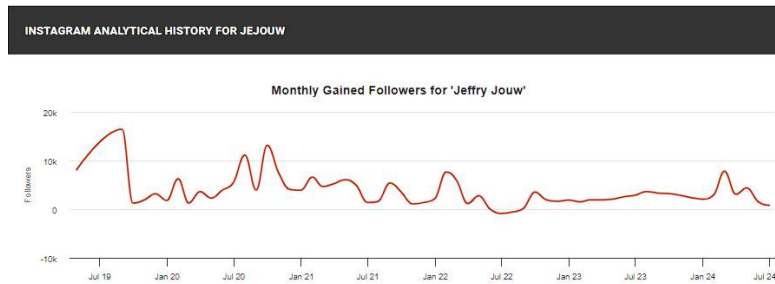 INSTAGRAM ANALYTICAL HISTORY FOR JEJOUW
Monthly Gained Followers for 'Jeffry Jouw'
20k
10k
Followers
0
-10k
Jul 19 Jan 20 Jul 20 Jan 21 Jul 21 Jan 22 Jul 22 Jan 23 Jul 23 Jan 24 Jul 24